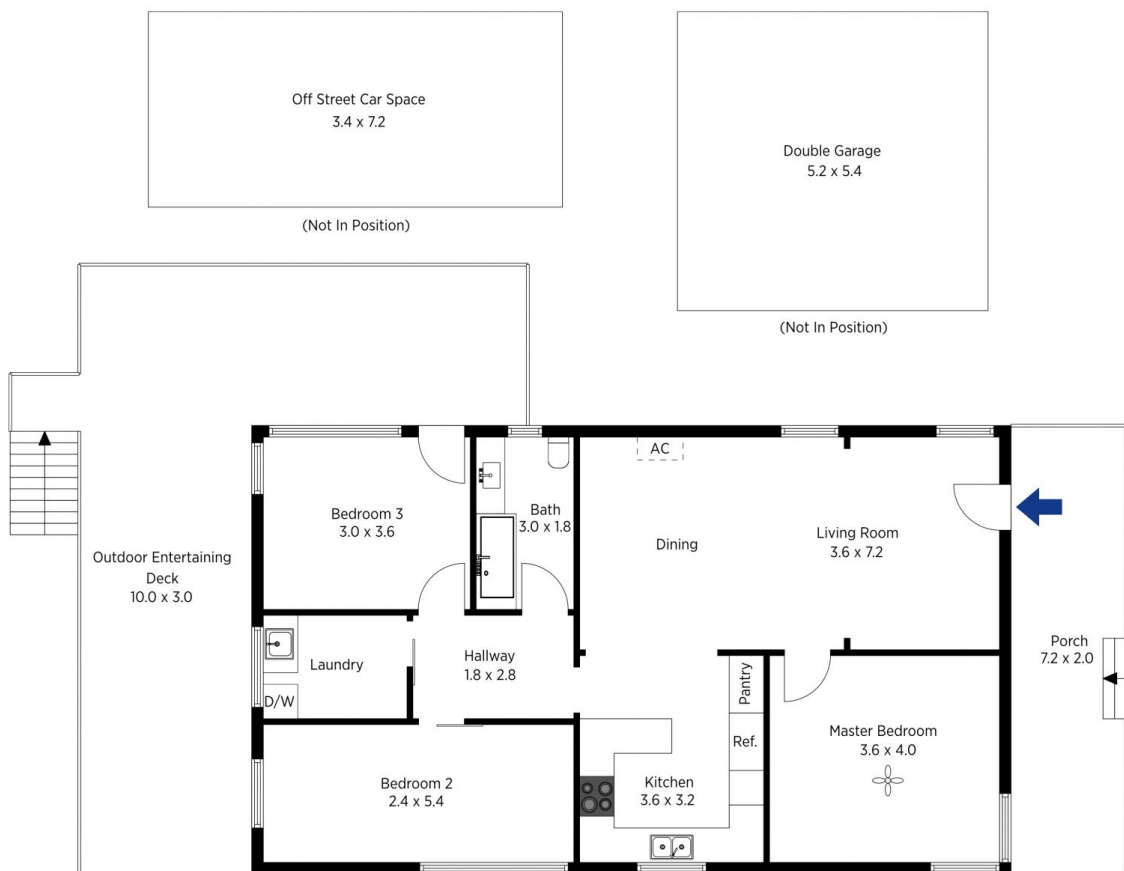 Off Street Car Space
3.4 x 7.2
(Not In Position)
Double Garage
5.2 x 5.4
(Not In Position)
AC
Bedroom 3
3.0 x 3.6
Bath
3.0 x 1.8
Dining
Living Room
3.6 x 7.2
Outdoor Entertaining
Deck
10.0 x 3.0
Laundry
D/W
Hallway
1.8 x 2.8
Porch
7.2 x 2.0
Pantry
Ref.
Master Bedroom
3.6 x 4.0
Bedroom 2
2.4 x 5.4
Kitchen
3.6 x 3.2